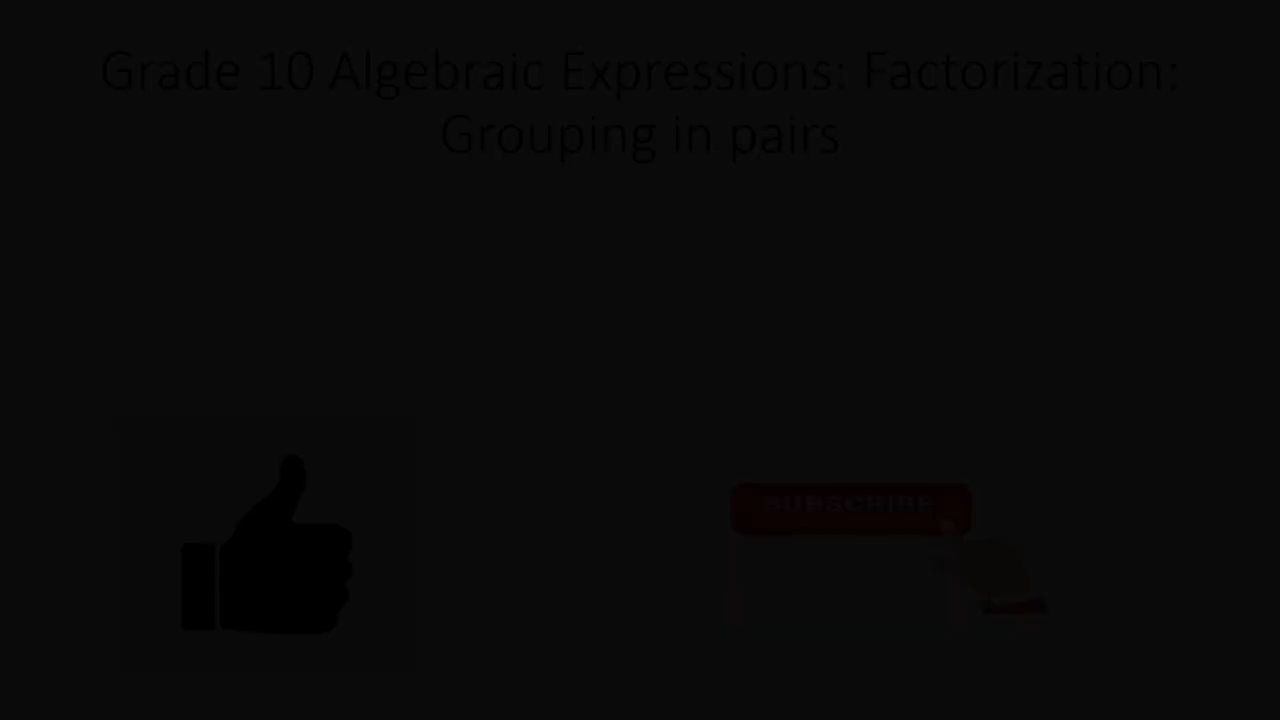 Grade 10 Algebraic Expressions: Factorization:
Grouping in pairs
SUBSCRIBE